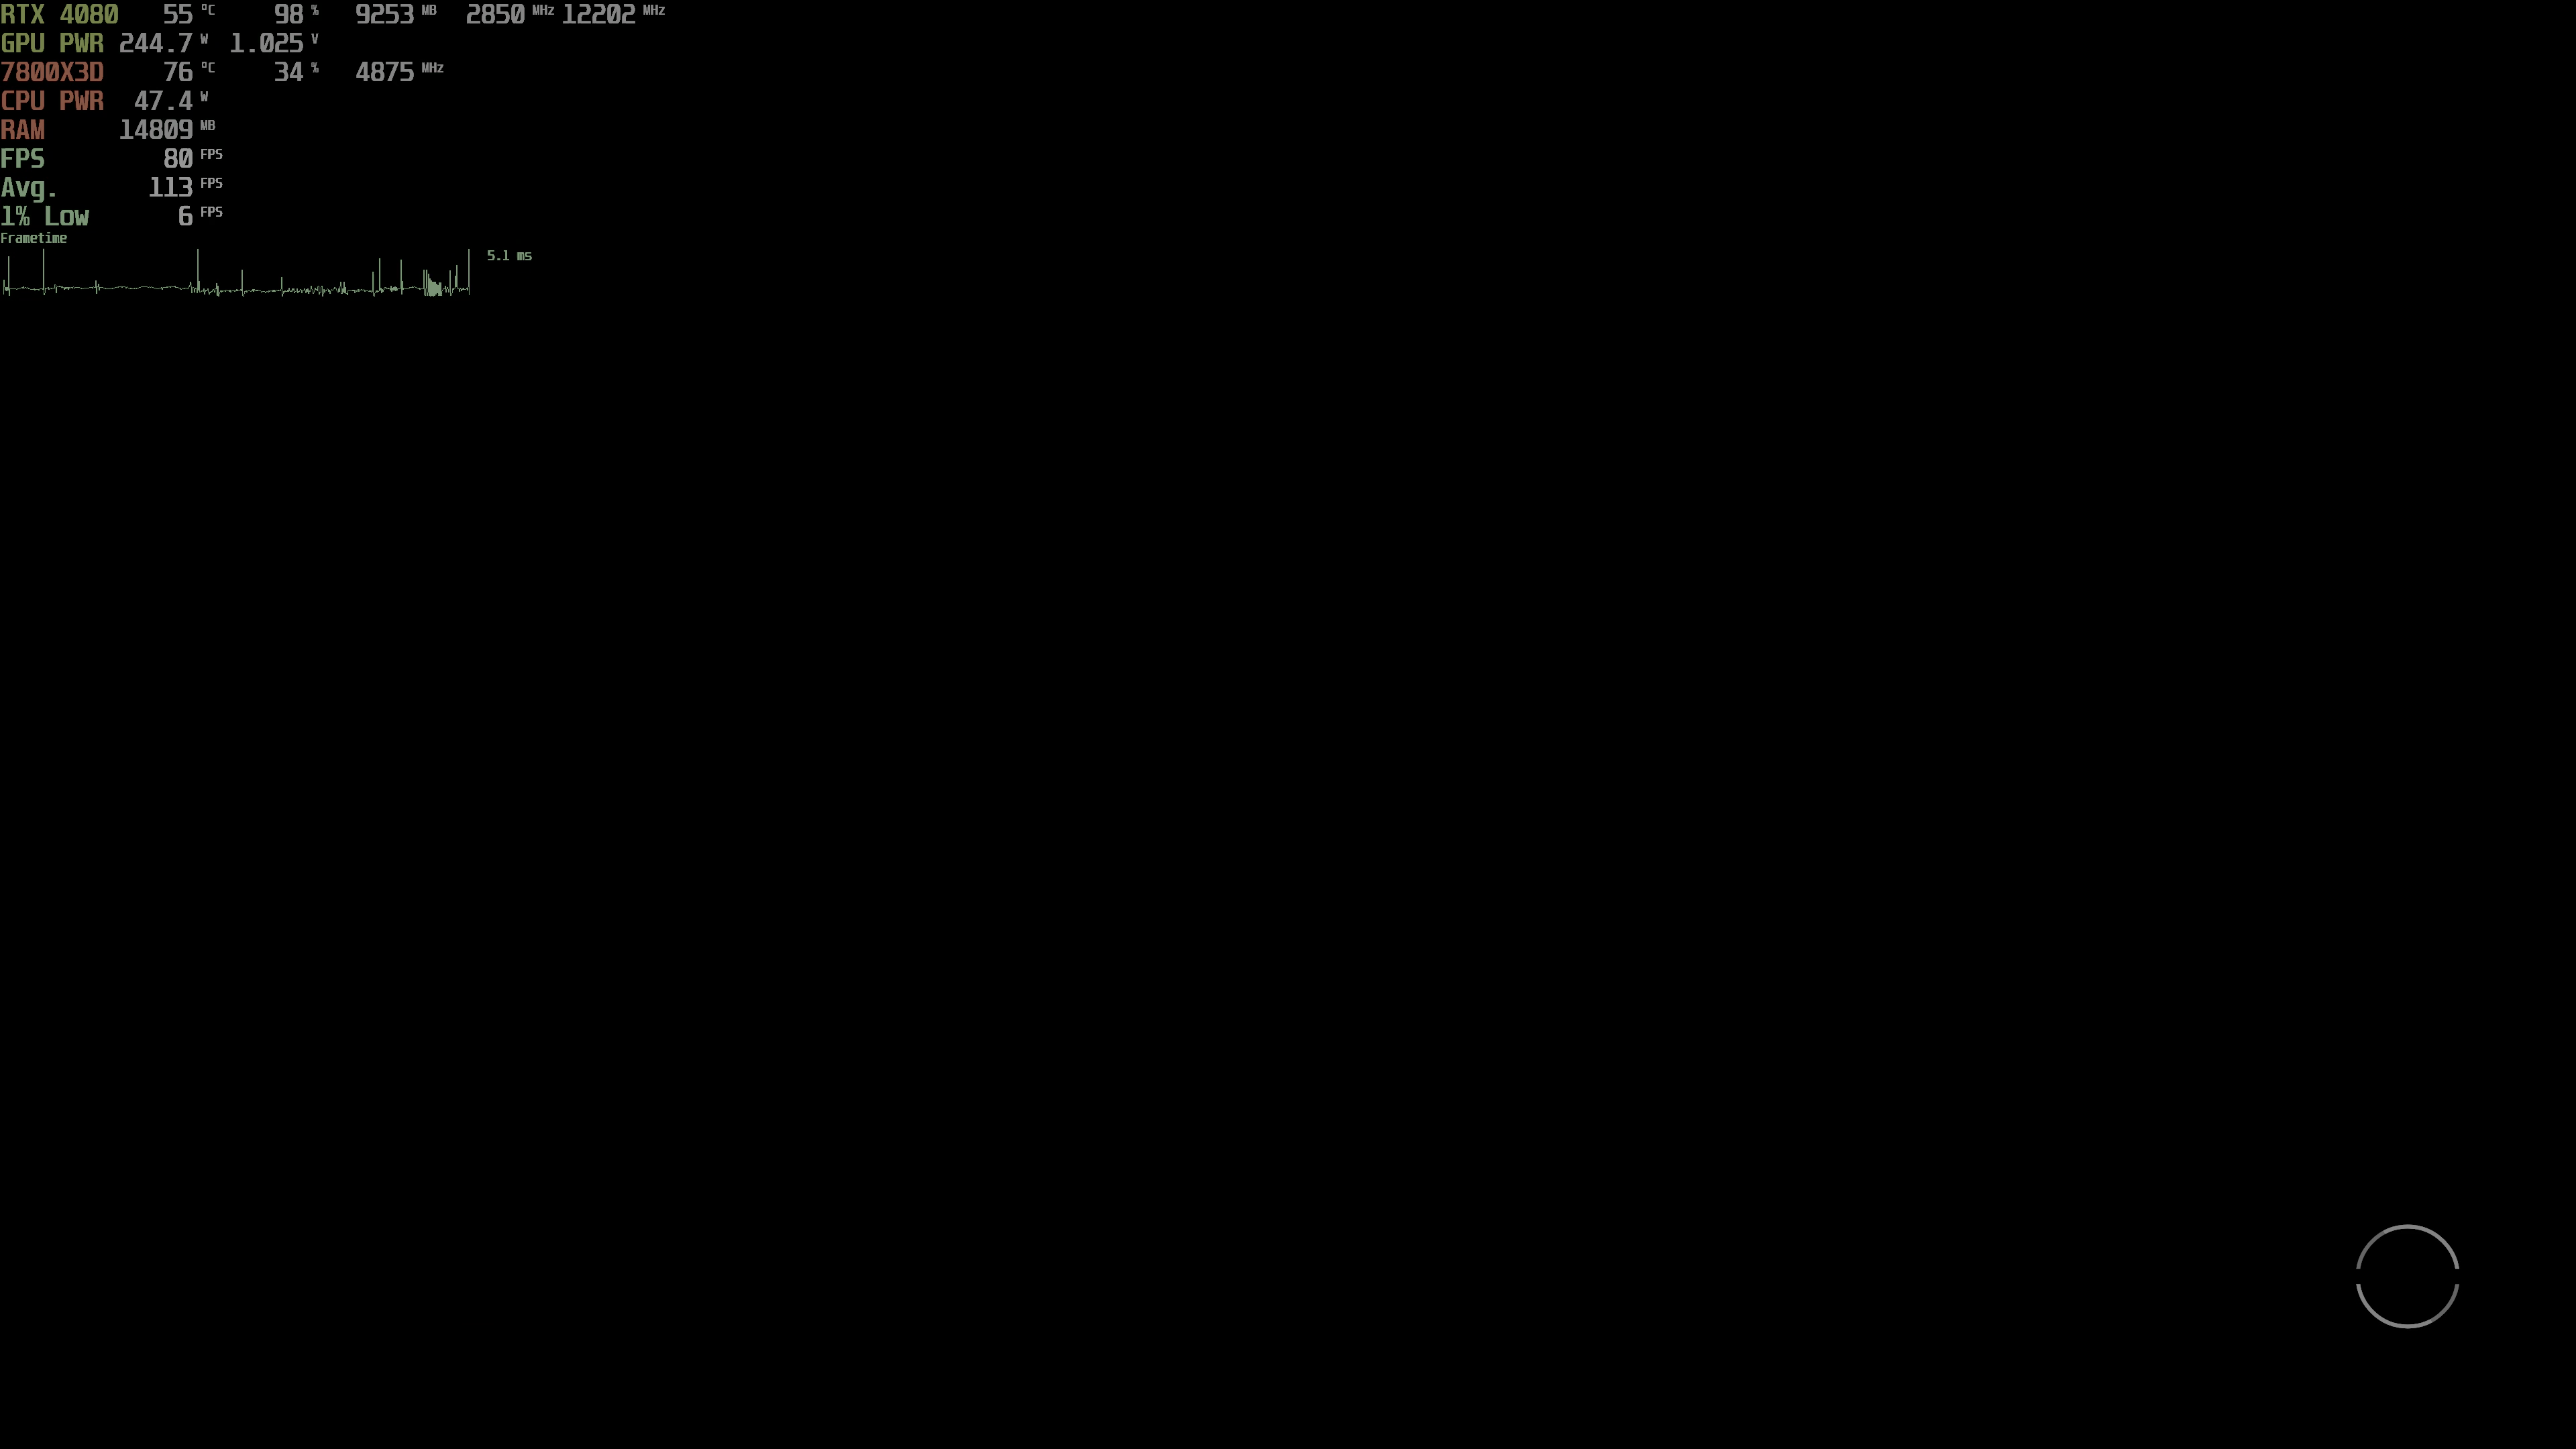 RTX 4080 55 °C 98 % 9253 MB 2850 MHz 12202 MHz
GPU PWR 244.7 W 1.025 V
7800X3D 76 °C 34 % 4875 MHz
CPU PWR 47.4 W
RAM 14809 MB
FPS 80 FPS
Avg. 113 FPS
1% Low 6 FPS
Frametime
5.1 ms